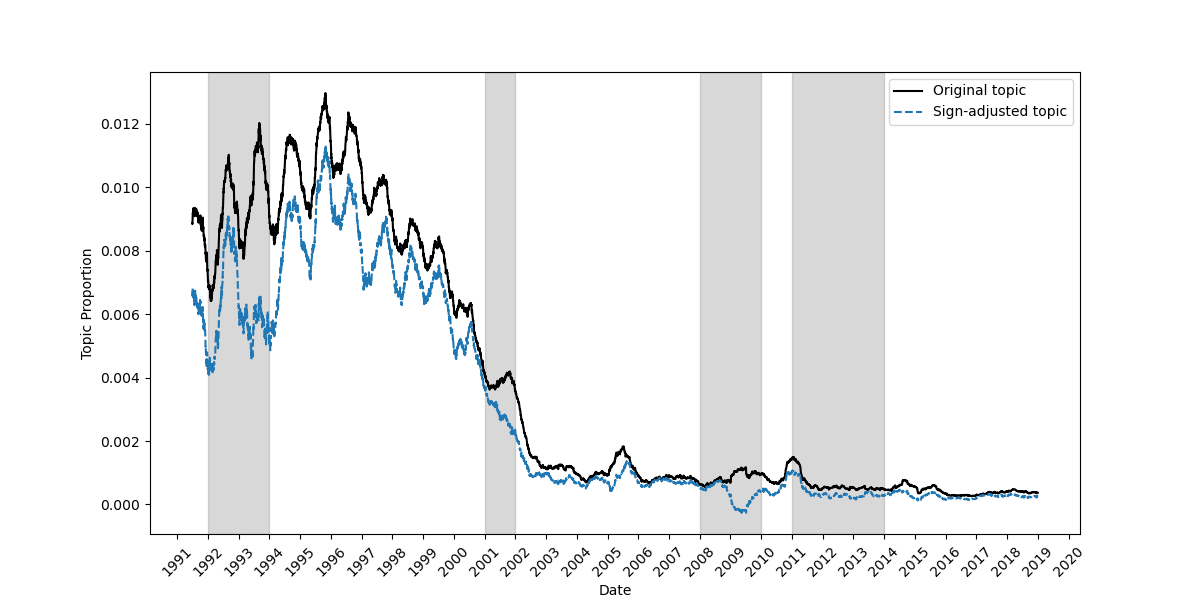 Original topic
Sign-adjusted topic
Topic Proportion
0.012
0.010
0.008
0.006
0.004
0.002
0.000
1991 1992 1993 1994 1995 1996 1997 1998 1999 2000 2001 2002 2003 2004 2005 2006 2007 2008 2009 2010 2011 2012 2013 2014 2015 2016 2017 2018 2019 2020
Date